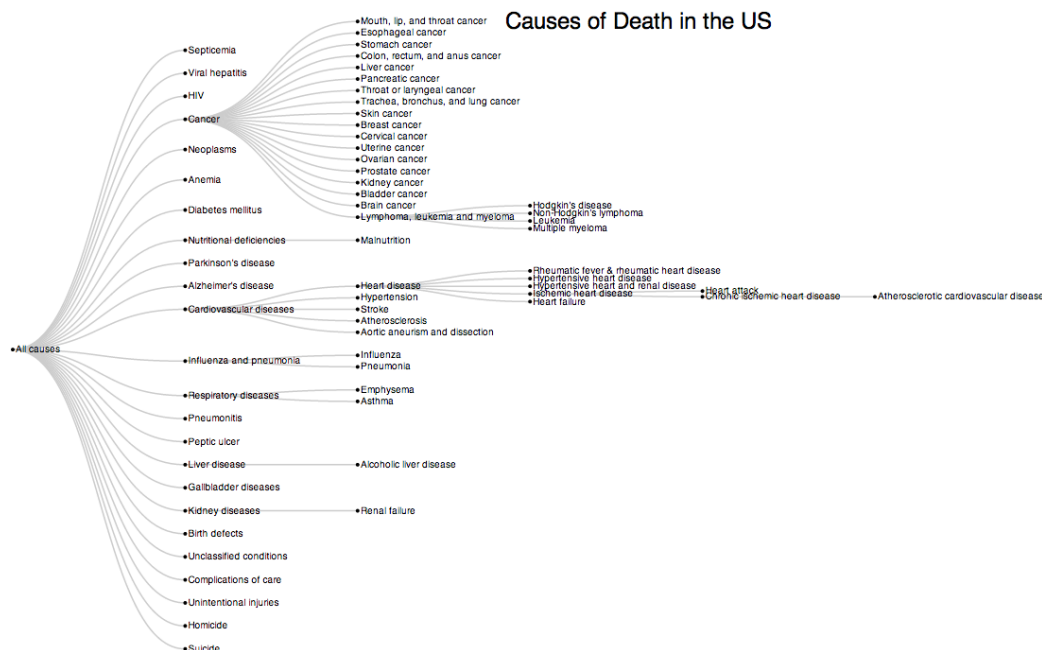 Causes of Death in the US
All causes
Septicemia
Viral hepatitis
HIV
Cancer
Mouth, lip, and throat cancer
Esophageal cancer
Stomach cancer
Colon, rectum, and anus cancer
Liver cancer
Pancreatic cancer
Throat or laryngeal cancer
Trachea, bronchus, and lung cancer
Skin cancer
Breast cancer
Cervical cancer
Uterine cancer
Ovarian cancer
Prostate cancer
Kidney cancer
Bladder cancer
Brain cancer
Lymphoma, leukemia and myeloma
Hodgkin's disease
Non-Hodgkin's lymphoma
Leukemia
Multiple myeloma
Neoplasms
Anemia
Diabetes mellitus
Nutritional deficiencies
Malnutrition
Parkinson's disease
Alzheimer's disease
Cardiovascular diseases
Heart disease
Rheumatic fever & rheumatic heart disease
Hypertensive heart disease
Hypertensive heart and renal disease
Ischemic heart disease
Heart attack
Chronic ischemic heart disease
Atherosclerotic cardiovascular disease
Heart failure
Hypertension
Stroke
Atherosclerosis
Aortic aneurism and dissection
Influenza and pneumonia
Influenza
Pneumonia
Respiratory diseases
Emphysema
Asthma
Pneumonitis
Peptic ulcer
Liver disease
Alcoholic liver disease
Gallbladder diseases
Kidney diseases
Renal failure
Birth defects
Unclassified conditions
Complications of care
Unintentional injuries
Homicide
Suicide